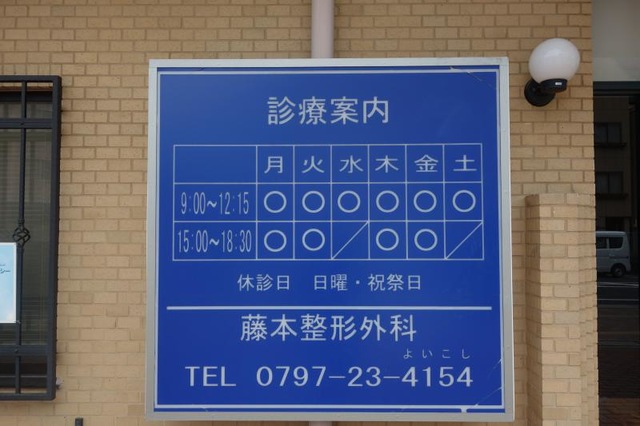 診療案内
月 火 水 木 金 土
9:00～12:15 ○ ○ ○ ○ ○ ○
15:00～18:30 ○ ○ ／ ○ ○ ／
休診日 日曜・祝祭日
藤本整形外科
よいこし
TEL 0797-23-4154